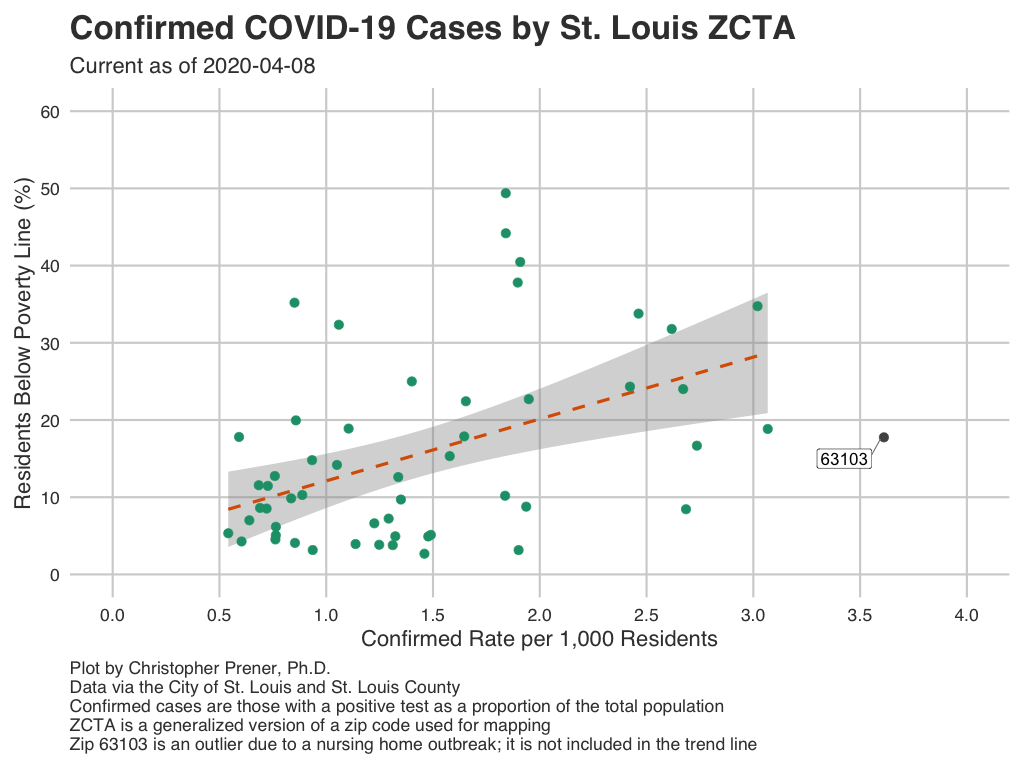 Confirmed COVID-19 Cases by St. Louis ZCTA
Current as of 2020-04-08
Residents Below Poverty Line (%)
60
50
40
30
20
10
0
63103
0.0 0.5 1.0 1.5 2.0 2.5 3.0 3.5 4.0
Confirmed Rate per 1,000 Residents
Plot by Christopher Prener, Ph.D.
Data via the City of St. Louis and St. Louis County
Confirmed cases are those with a positive test as a proportion of the total population
ZCTA is a generalized version of a zip code used for mapping
Zip 63103 is an outlier due to a nursing home outbreak; it is not included in the trend line